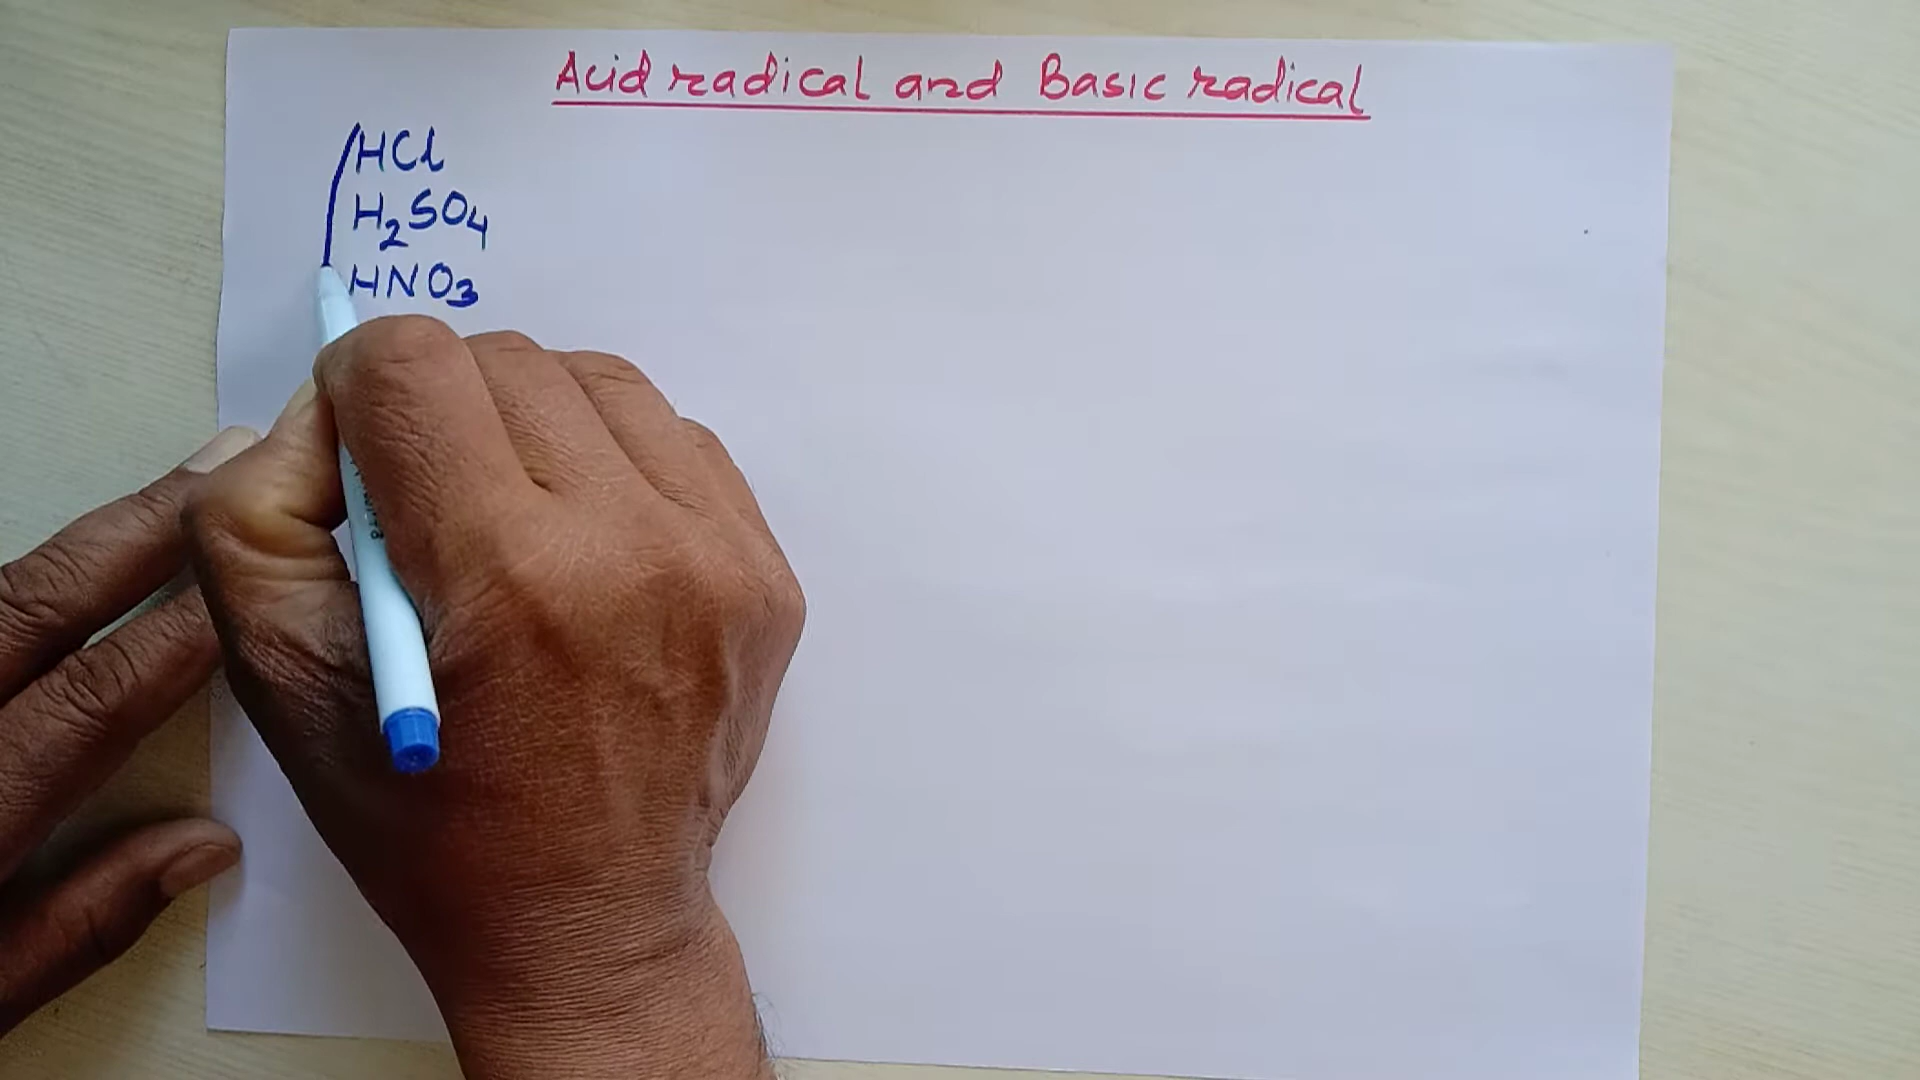 Acid radical and Basic radical
HCl
H2SO4
HNO3